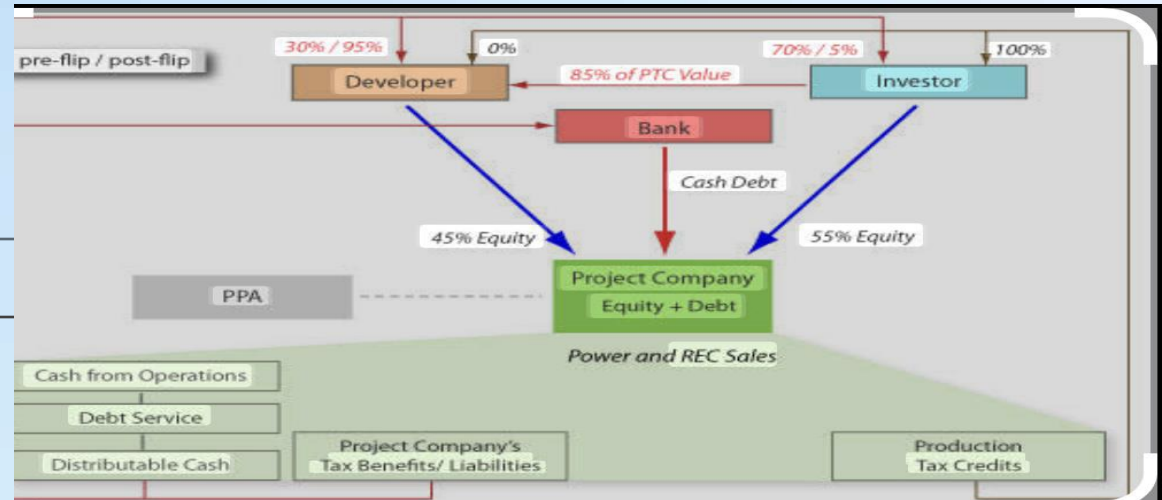 30% / 95%
0%
70% / 5%
100%
pre-flip / post-flip
Developer
85% of PTC Value
Investor
Bank
Cash Debt
45% Equity
55% Equity
PPA
Project Company
Equity + Debt
Power and REC Sales
Cash from Operations
Debt Service
Distributable Cash
Project Company's
Tax Benefits/ Liabilities
Production
Tax Credits